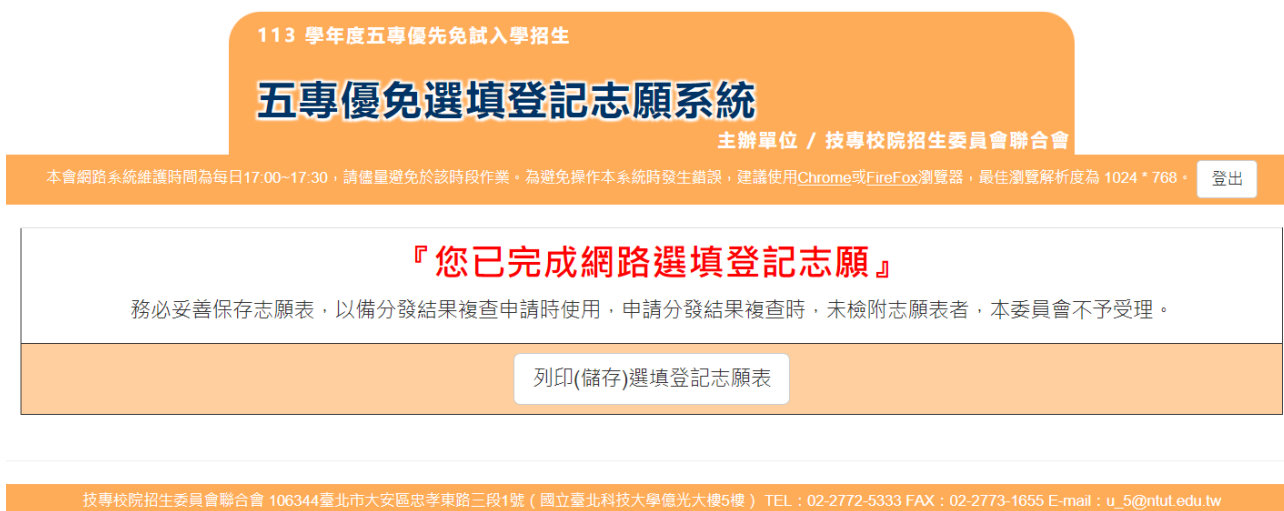 113 學年度五專優先免試入學招生
五專優免選填登記志願系統
主辦單位 / 技專校院招生委員會聯合會
本會網路系統維護時間為每日17:00~17:30，請儘量避免於該時段作業。為避免操作本系統時發生錯誤，建議使用Chrome或FireFox瀏覽器，最佳瀏覽解析度為 1024 * 768。 登出
『您已完成網路選填登記志願』
務必妥善保存志願表，以備分發結果複查申請時使用，申請分發結果複查時，未檢附志願表者，本委員會不予受理。
列印(儲存)選填登記志願表
技專校院招生委員會聯合會 106344臺北市大安區忠孝東路三段1號（國立臺北科技大學億光大樓5樓） TEL：02-2772-5333 FAX：02-2773-1655 E-mail：u_5@ntut.edu.tw